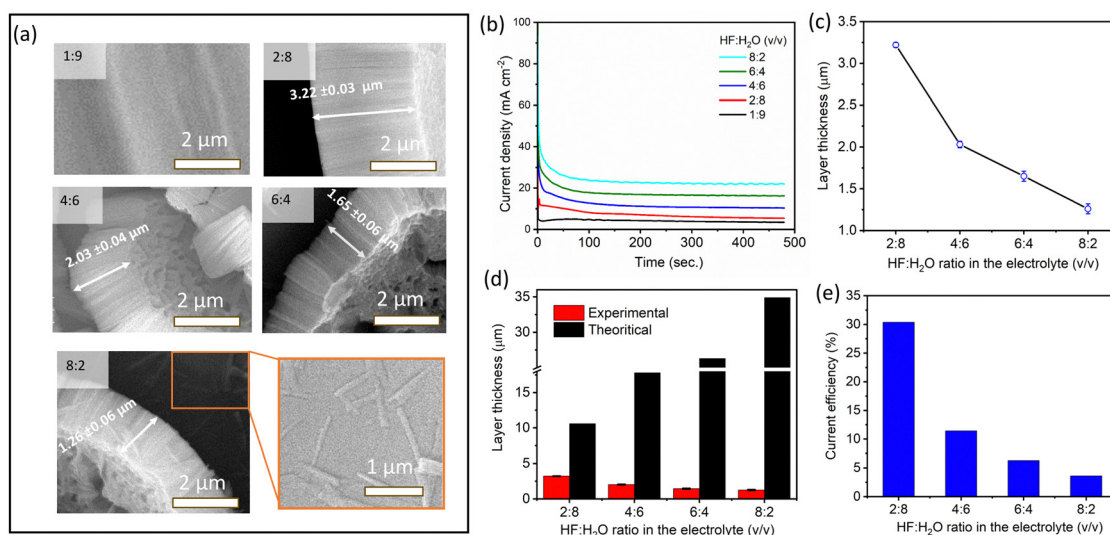 (a)
1:9
2 μm
2:8
3.22 ±0.03 μm
2 μm
4:6
2.03 ±0.04 μm
2 μm
6:4
1.65 ±0.06 μm
2 μm
8:2
1.26 ±0.06 μm
2 μm
1 μm
(b)
Current density (mA cm⁻²)
100
80
60
40
20
0
HF:H₂O (v/v)
8:2
6:4
4:6
2:8
1:9
0 100 200 300 400 500
Time (sec.)
(c)
Layer thickness (μm)
3.5
3.0
2.5
2.0
1.5
1.0
2:8 4:6 6:4 8:2
HF:H₂O ratio in the electrolyte (v/v)
(d)
Layer thickness (μm)
35
30
15
10
5
0
Experimental
Theoritical
2:8 4:6 6:4 8:2
HF:H₂O ratio in the electrolyte (v/v)
(e)
Current efficiency (%)
35
30
25
20
15
10
5
0
2:8 4:6 6:4 8:2
HF:H₂O ratio in the electrolyte (v/v)